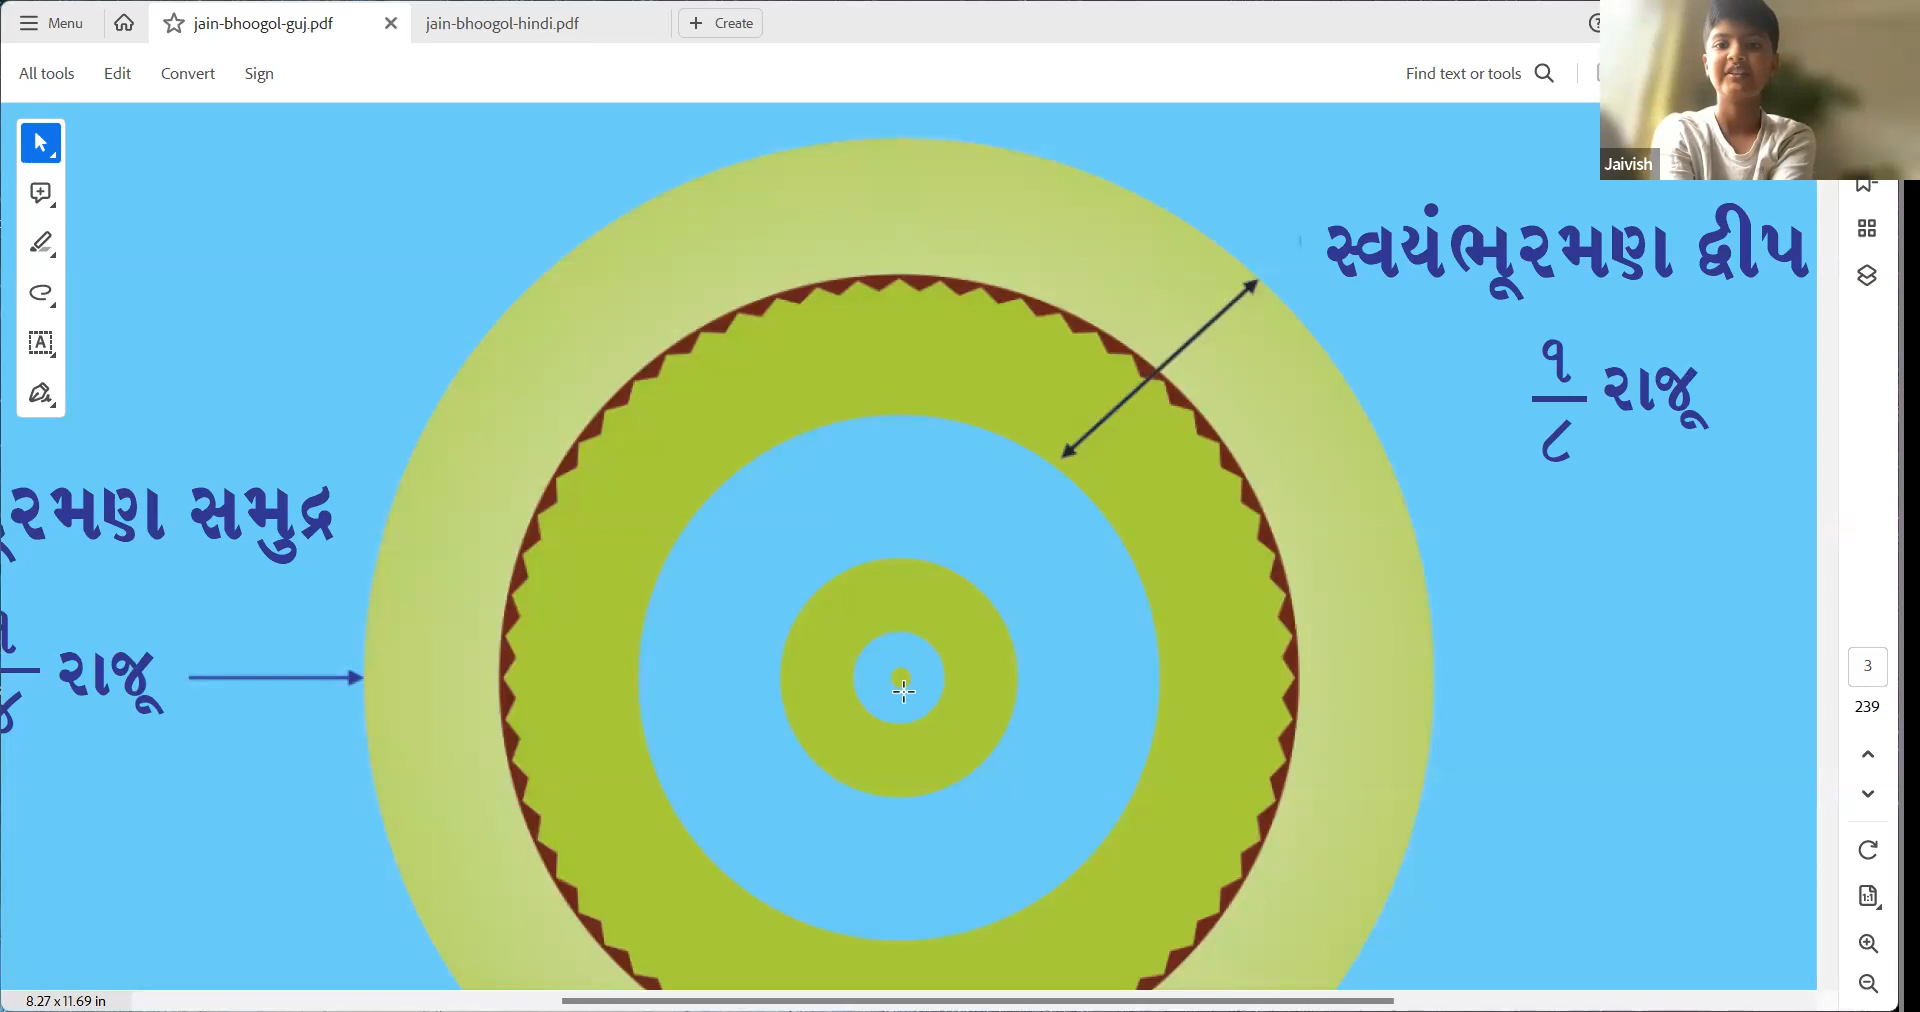 Menu
jain-bhoogol-guj.pdf
jain-bhoogol-hindi.pdf
Create
All tools
Edit
Convert
Sign
Find text or tools
Jaivish
સ્વયંભૂરમણ દ્વીપ
૧
૮
રાજૂ
સમુદ્ર
રાજૂ
3
239
8.27 x 11.69 in